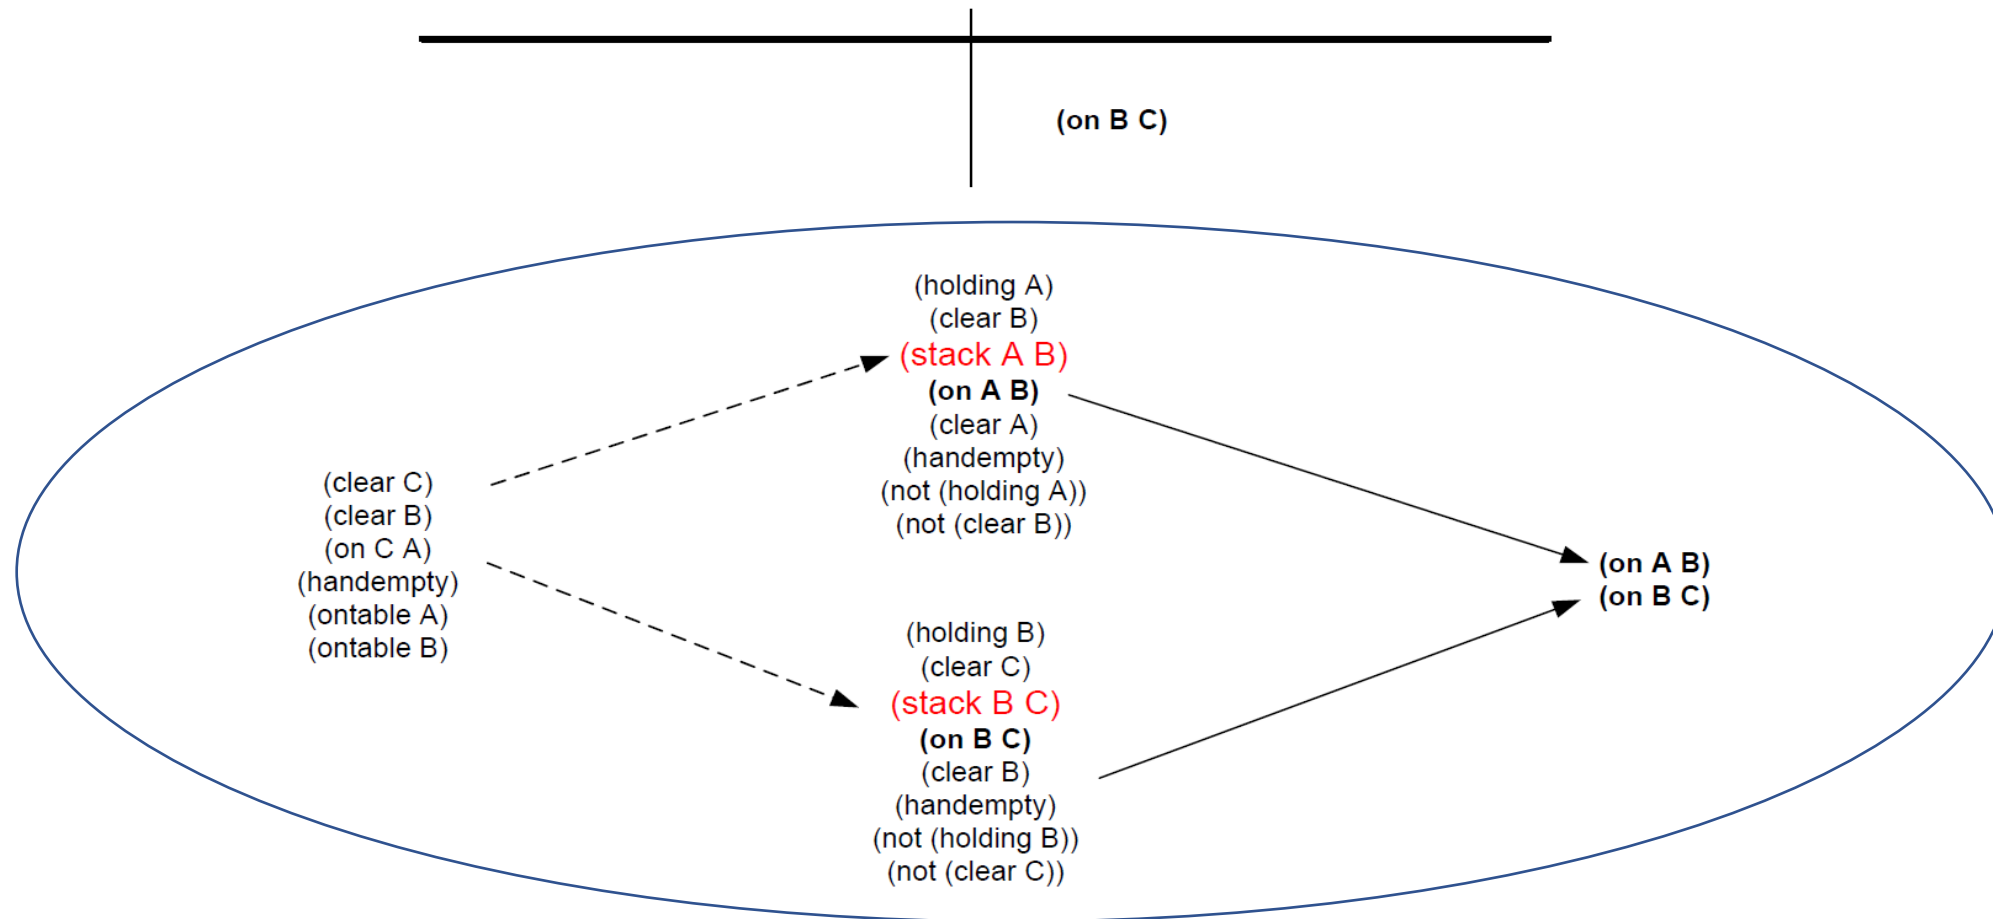 (on B C)
(holding A)
(clear B)
(stack A B)
(on A B)
(clear A)
(handempty)
(not (holding A))
(not (clear B))
(clear C)
(clear B)
(on C A)
(handempty)
(ontable A)
(ontable B)
(holding B)
(clear C)
(stack B C)
(on B C)
(clear B)
(handempty)
(not (holding B))
(not (clear C))
(on A B)
(on B C)